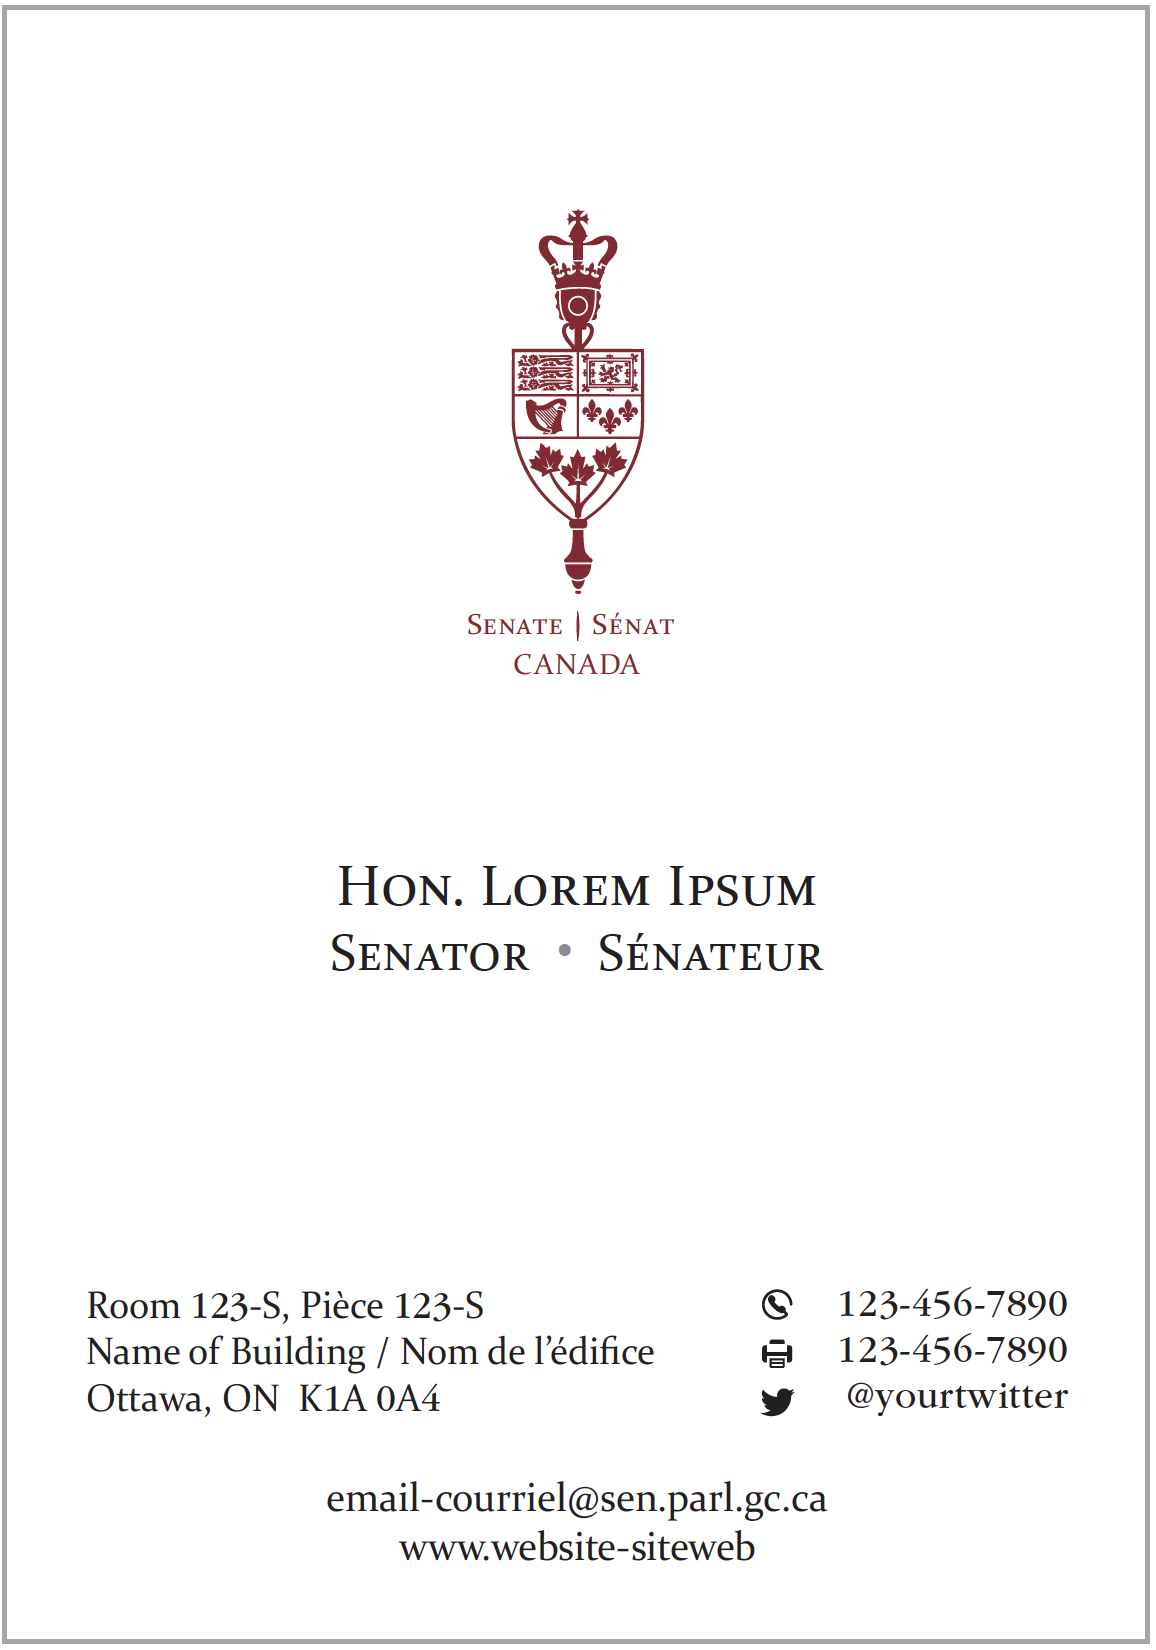 SENATE | SÉNAT
CANADA
HON. LOREM IPSUM
SENATOR • SÉNATEUR
Room 123-S, Pièce 123-S
Name of Building / Nom de l’édifice
Ottawa, ON  K1A 0A4
123-456-7890
123-456-7890
@yourtwitter
email-courriel@sen.parl.gc.ca
www.website-siteweb